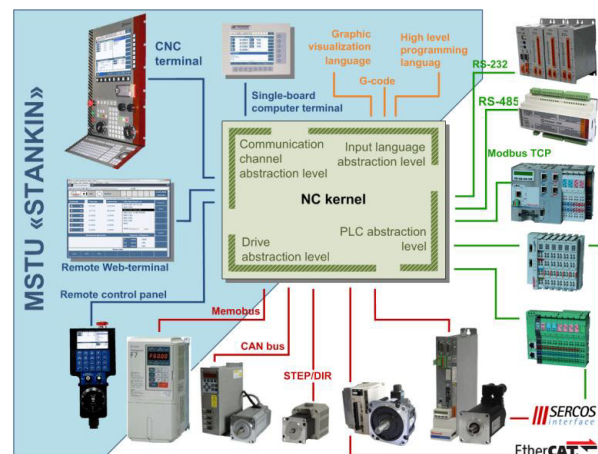 MSTU «STANKIN»
CNC
terminal
Single-board
computer terminal
Graphic
visualization
language
G-code
High level
programming
languag
RS-232
RS-485
Modbus TCP
Communication
channel
abstraction level
Input language
abstraction level
NC kernel
Drive
abstraction level
PLC abstraction
level
Remote Web-terminal
Remote control panel
Memobus
CAN bus
STEP/DIR
F7
SERCOS
interface
EtherCAT